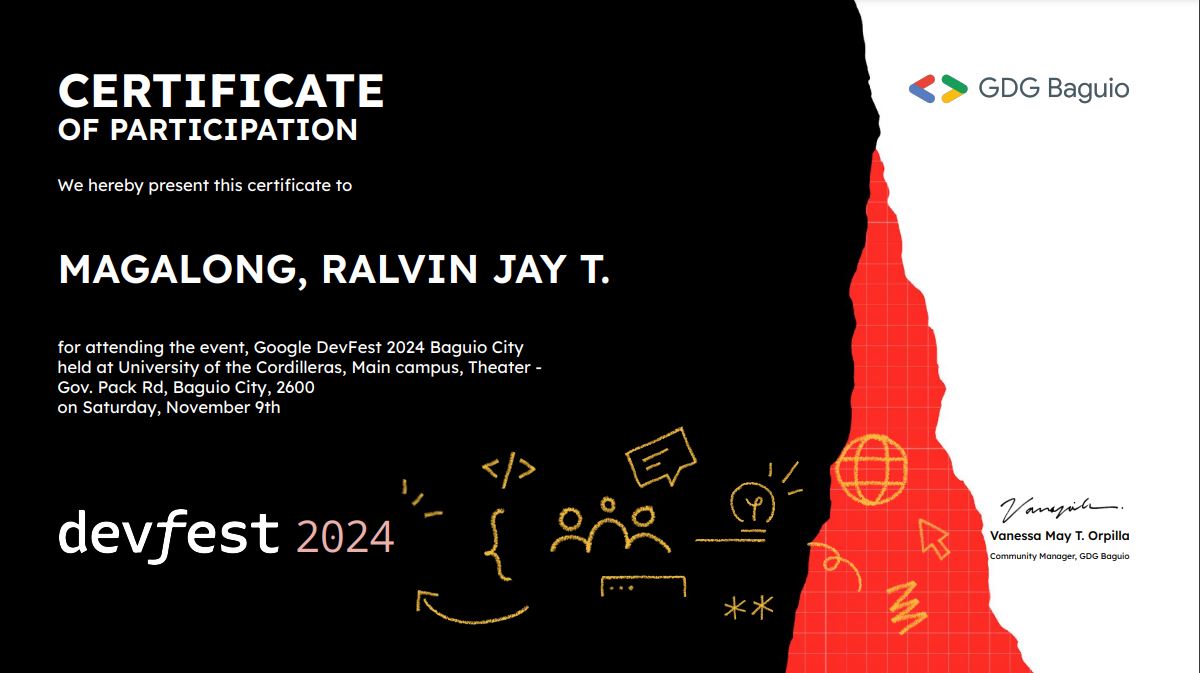 CERTIFICATE
OF PARTICIPATION
GDG Baguio
We hereby present this certificate to
MAGALONG, RALVIN JAY T.
for attending the event, Google DevFest 2024 Baguio City
held at University of the Cordilleras, Main campus, Theater -
Gov. Pack Rd, Baguio City, 2600
on Saturday, November 9th
</>
{
devfest 2024
**
Vanessa May T. Orpilla
Community Manager, GDG Baguio